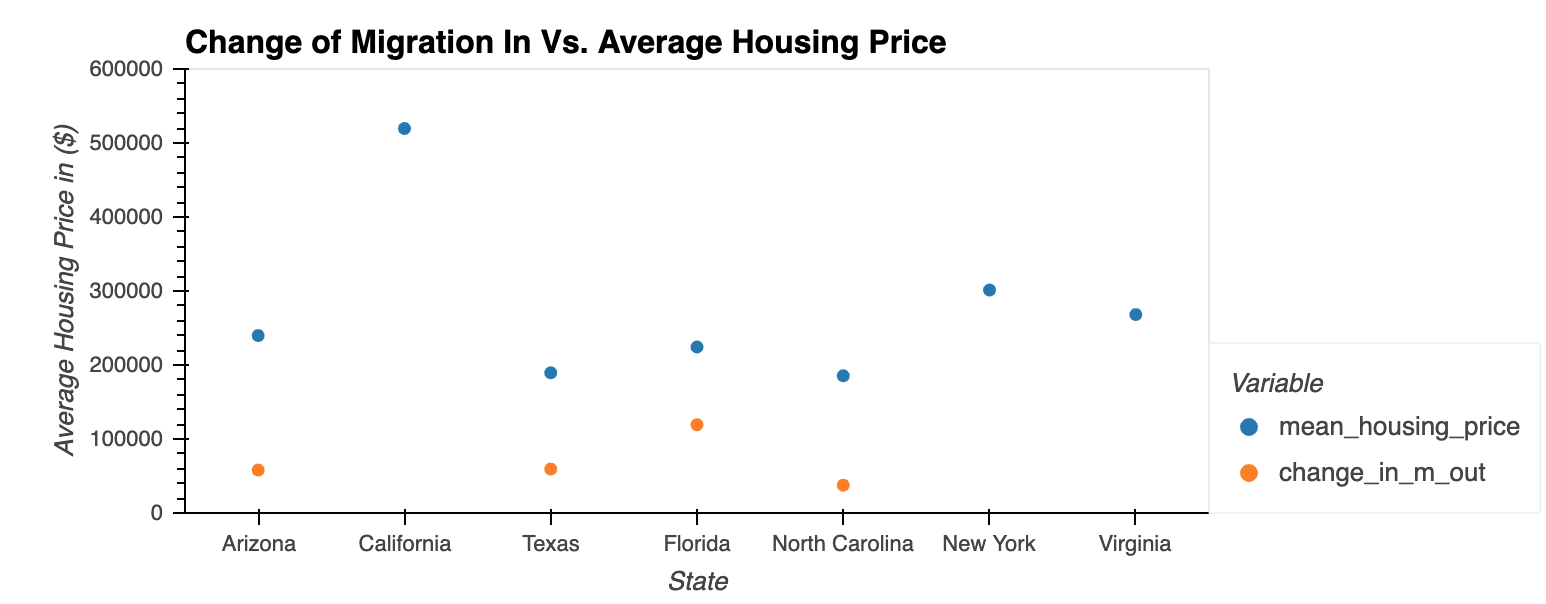 Change of Migration In Vs. Average Housing Price
Average Housing Price in ($)
600000
500000
400000
300000
200000
100000
0
Arizona California Texas Florida North Carolina New York Virginia
State
Variable
mean_housing_price
change_in_m_out